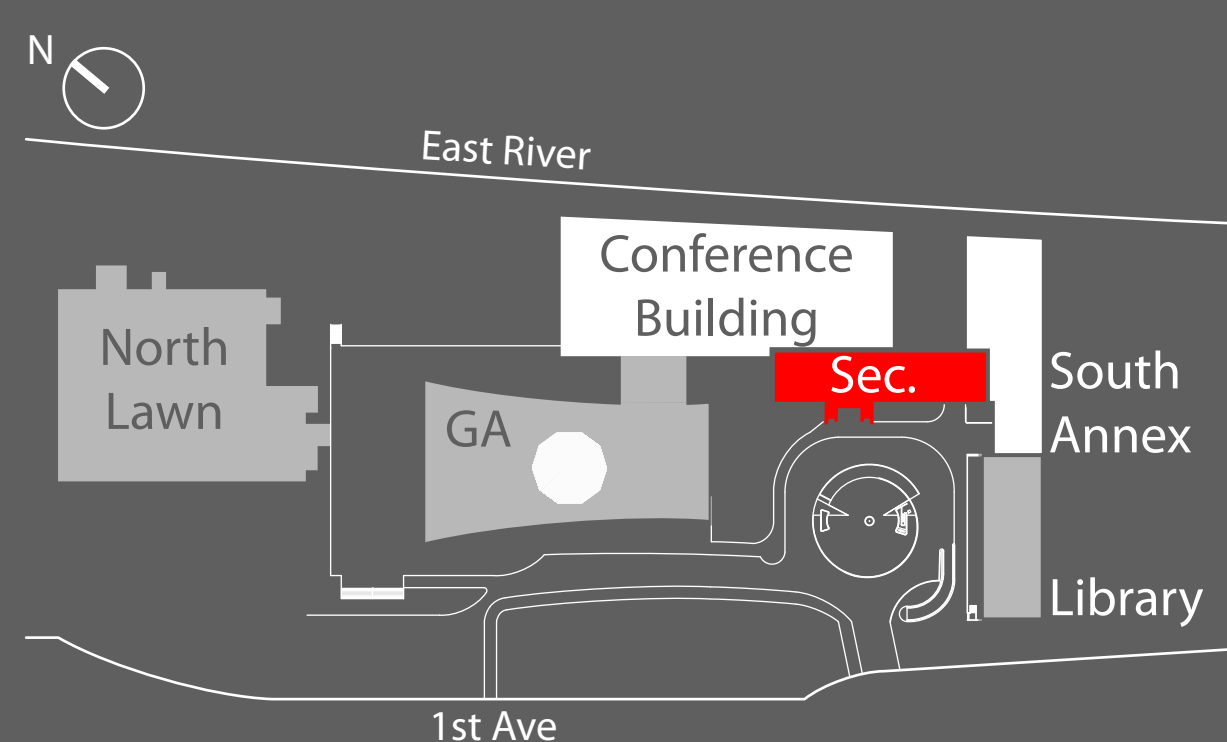 N
East River
Conference
Building
North
Lawn
GA
Sec.
South
Annex
Library
1st Ave